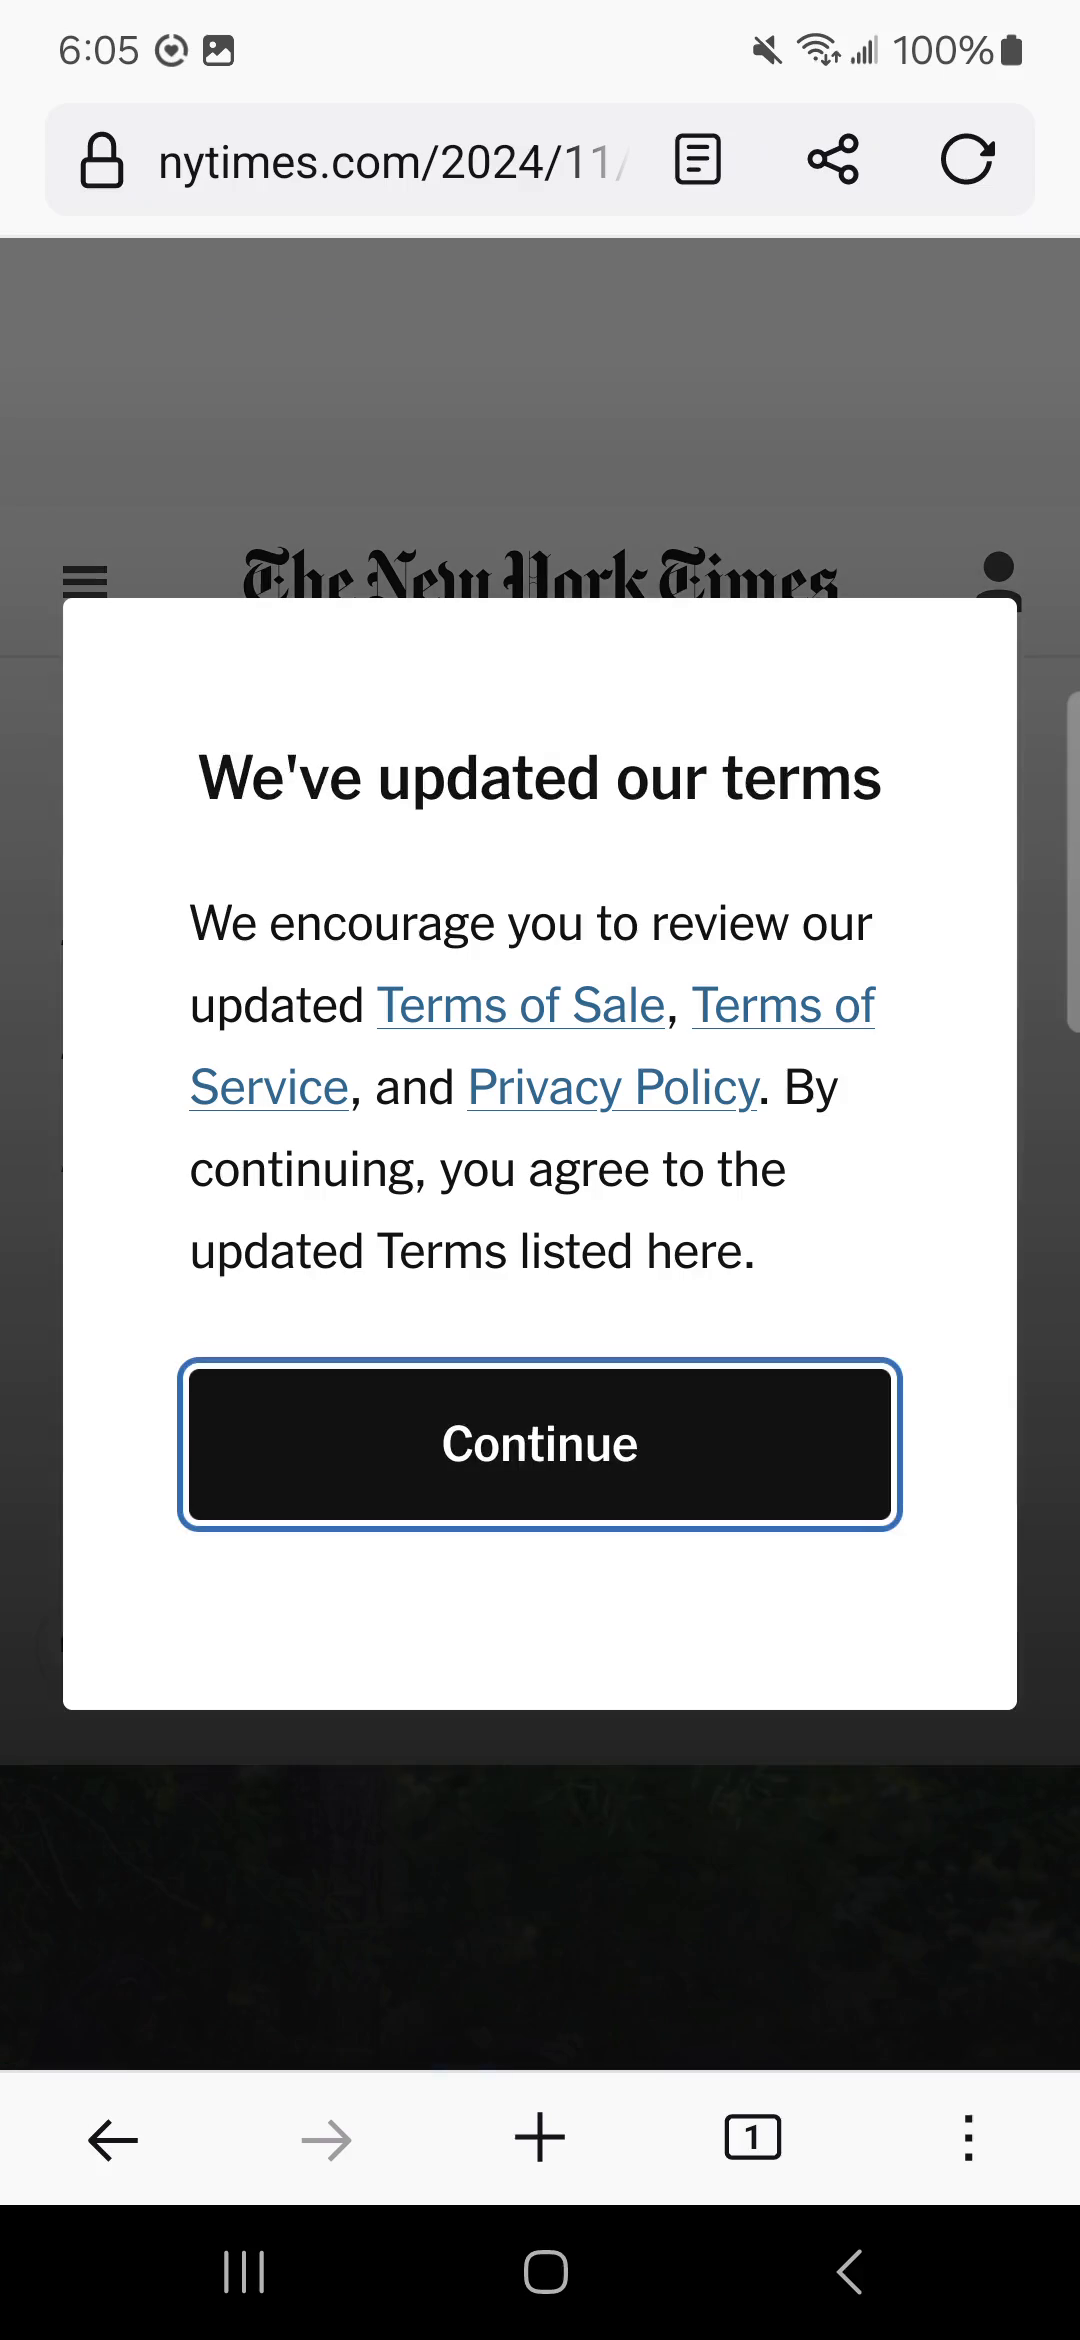 6:05 100%
nytimes.com/2024/11/
The New York Times
We've updated our terms
We encourage you to review our
updated Terms of Sale, Terms of
Service, and Privacy Policy. By
continuing, you agree to the
updated Terms listed here.
Continue
1